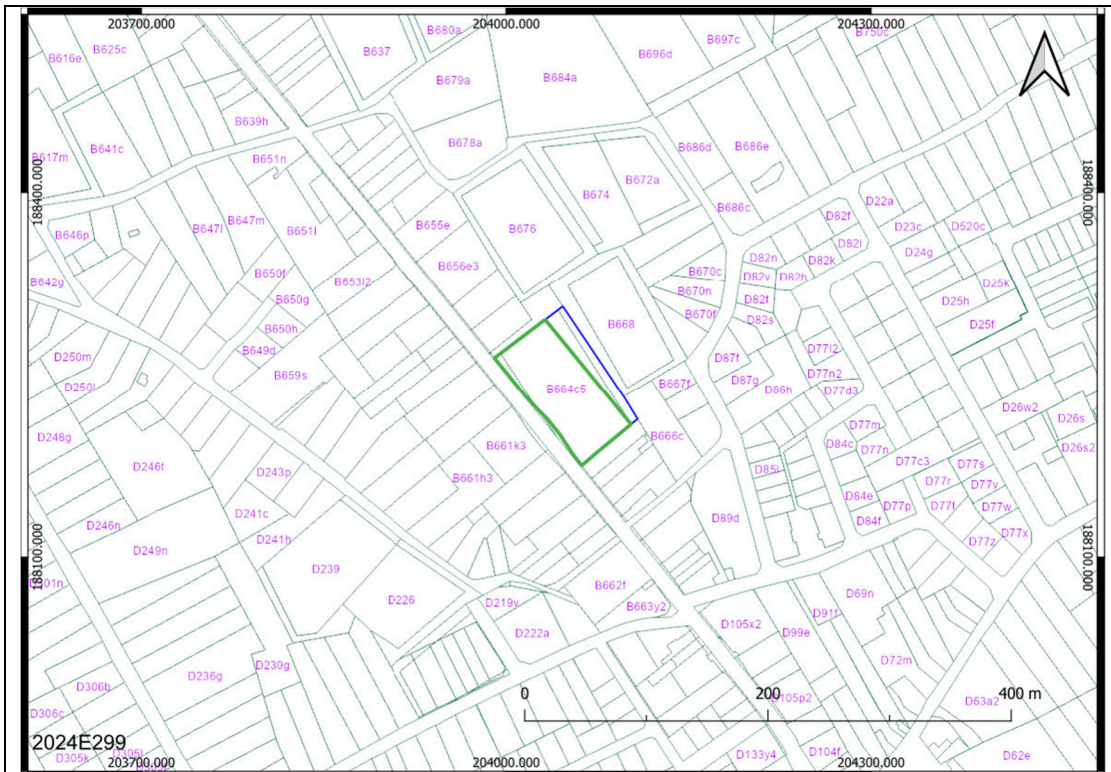 203700.000 204000.000 204300.000
B680a
B750c
B625c
B637
B697c
B616e
B696d
B679a
B684a
B639h
B678a
B686d B686e
B641c
B617m B651n
B672a
188400.000 188400.000
B674
D22a
B647m B686c
B655e D82f
B647l B651l B676 D23c D520c
B646p
D82l
D24g
D82n
B656e3 D82k
B650f B670c
B642g B653l2 D82v D82h
D25k
B670n
B650g D82t D25h
B670f
D82s B668
D25f
B650h
B649d D77l2
D250m
D87f
B659s D77n2
B664c5 B667f D87g
D250l D66h D77d3
D26w2
D26s
B666c D77m
D248g
B661k3 D84c D77n
D26s2
D77c3 D77s
D246t D243p D85l
B661h3 D77r D77v
D84e
D241c D77p D77t D77w
D246n D89d D84f
D241h D77x
D249n D77z
188100.000 188100.000
D239
B662f
D69n
D226 D219v
B663y2
D91f
D105x2
D222a D99e
D230g D72m
D236g
D306b 0 200 400 m
D63a2
D105p2
D306c
2024E299
D305k D133y4 D104f D62e
203700.000 204000.000 204300.000